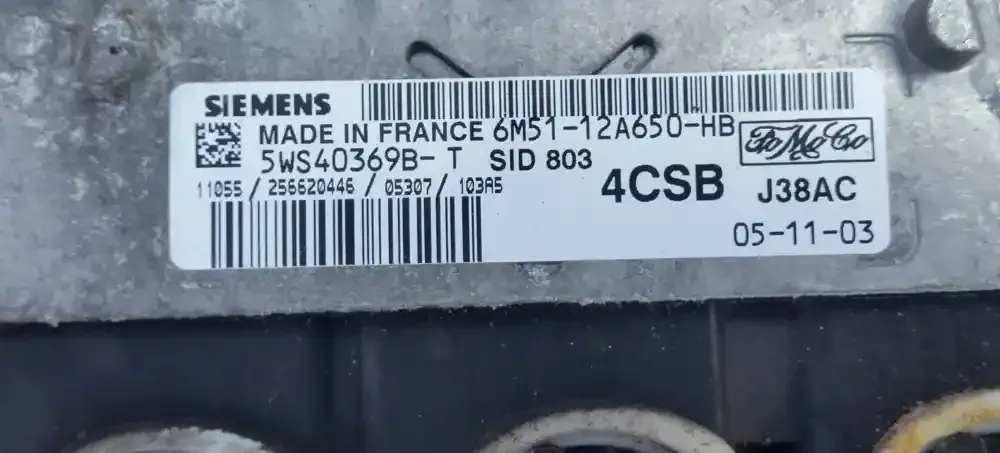 SIEMENS
MADE IN FRANCE 6M51-12A650-HB
FoMoCo
5WS40369B-T SID 803
11055/256620446/05307/103A5
4CSB J38AC
05-11-03